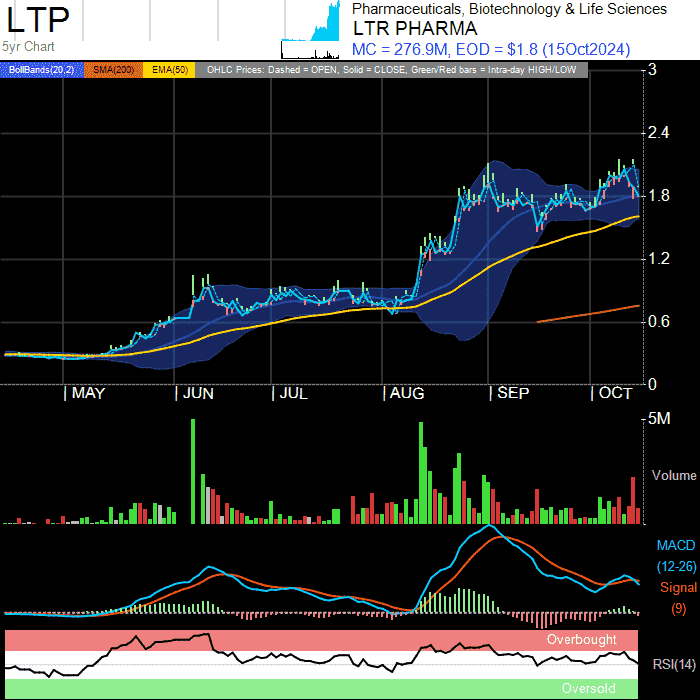 LTP
5yr Chart
Pharmaceuticals, Biotechnology & Life Sciences
LTR PHARMA
MC = 276.9M, EOD = $1.8 (15Oct2024)
BollBands(20,2) SMA(200) EMA(50) OHLC Prices: Dashed = OPEN, Solid = CLOSE, Green/Red bars = Intra-day HIGH/LOW
3
2.4
1.8
1.2
0.6
0
MAY JUN JUL AUG SEP OCT
5M
Volume
MACD
(12-26)
Signal
(9)
Overbought
RSI(14)
Oversold